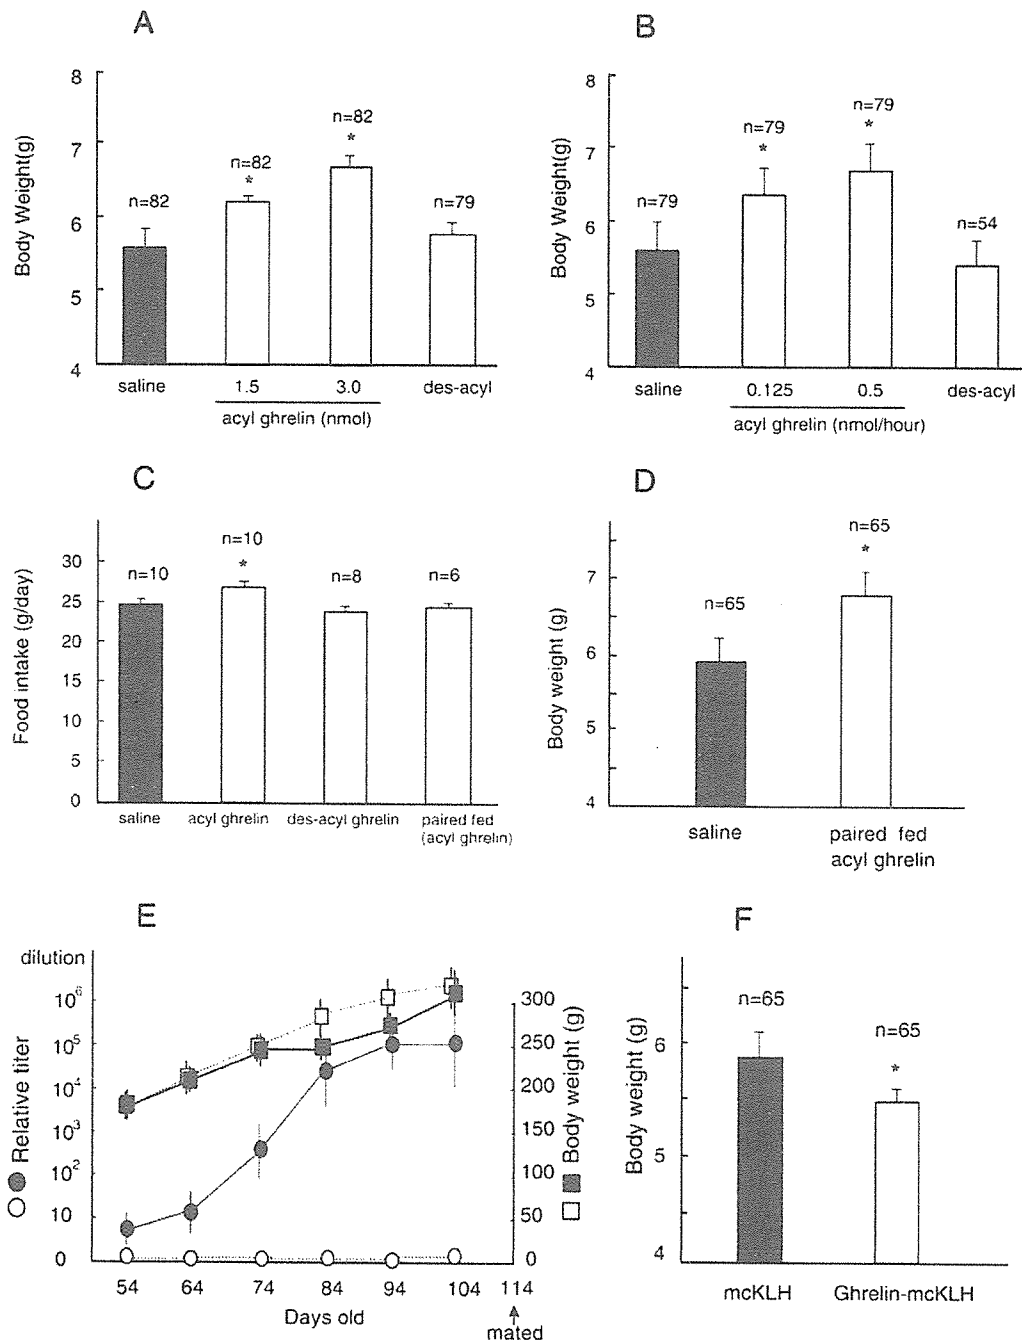 A
Body Weight(g)
8
7
6
5
4
n=82
n=82
*
n=82
*
n=79
saline
1.5
3.0
des-acyl
acyl ghrelin (nmol)
B
Body Weight(g)
8
7
6
5
4
n=79
n=79
*
n=79
*
n=54
saline
0.125
0.5
des-acyl
acyl ghrelin (nmol/hour)
C
Food intake (g/day)
30
25
20
15
10
5
0
n=10
n=10
*
n=8
n=6
saline
acyl ghrelin
des-acyl ghrelin
paired fed
(acyl ghrelin)
D
Body weight (g)
7
6
5
4
n=65
n=65
*
saline
paired fed
acyl ghrelin
E
dilution
Relative titer
10⁶
10⁵
10⁴
10³
10²
10
0
300
250
200
150
100
50
0
Body weight (g)
54 64 74 84 94 104 114
Days old
mated
F
Body weight (g)
6
5
4
n=65
n=65
*
mcKLH
Ghrelin-mcKLH